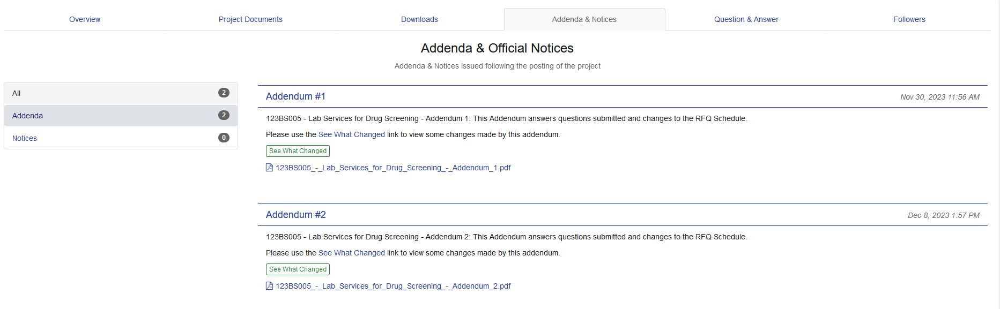 Overview Project Documents Downloads Addenda & Notices Question & Answer Followers
Addenda & Official Notices
Addenda & Notices issued following the posting of the project
All 2
Addenda 2
Notices 0
Addendum #1 Nov 30, 2023 11:56 AM
123BS005 - Lab Services for Drug Screening - Addendum 1: This Addendum answers questions submitted and changes to the RFQ Schedule.
Please use the See What Changed link to view some changes made by this addendum.
See What Changed
123BS005_-_Lab_Services_for_Drug_Screening_-_Addendum_1.pdf
Addendum #2 Dec 8, 2023 1:57 PM
123BS005 - Lab Services for Drug Screening - Addendum 2: This Addendum answers questions submitted and changes to the RFQ Schedule.
Please use the See What Changed link to view some changes made by this addendum.
See What Changed
123BS005_-_Lab_Services_for_Drug_Screening_-_Addendum_2.pdf